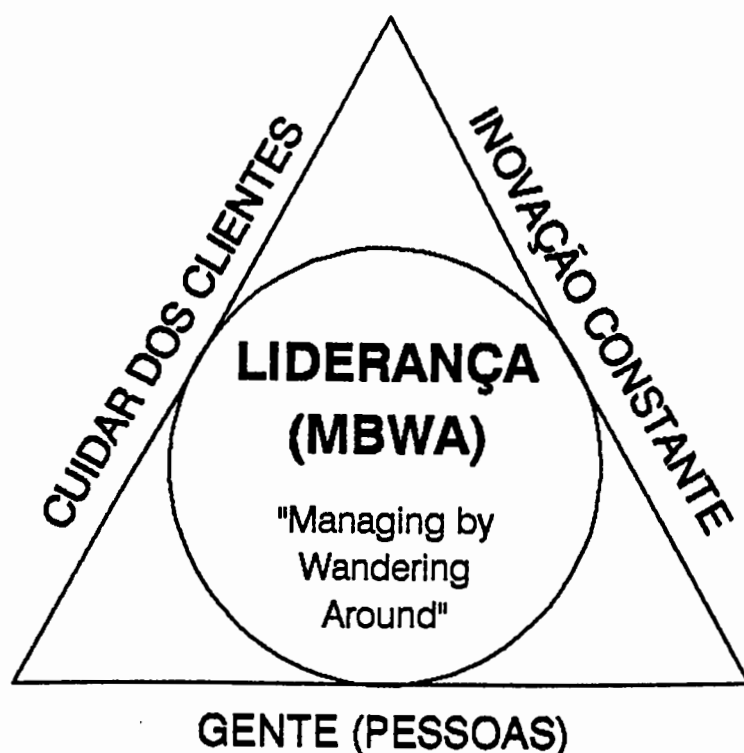 CUIDAR DOS CLIENTES
INOVAÇÃO CONSTANTE
LIDERANÇA
(MBWA)
"Managing by
Wandering
Around"
GENTE (PESSOAS)